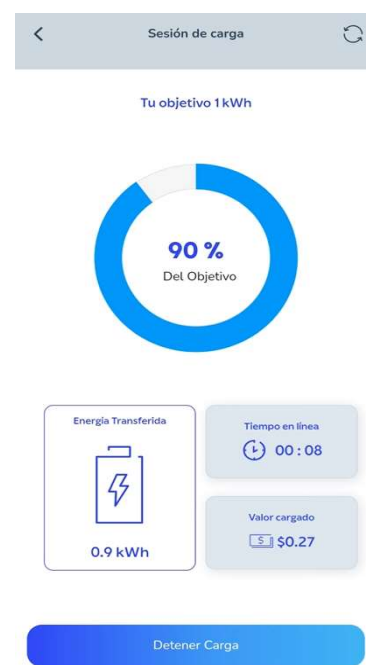 Sesión de carga
Tu objetivo 1 kWh
90 %
Del Objetivo
Energía Transferida
0.9 kWh
Tiempo en línea
00 : 08
Valor cargado
$ $0.27
Detener Carga